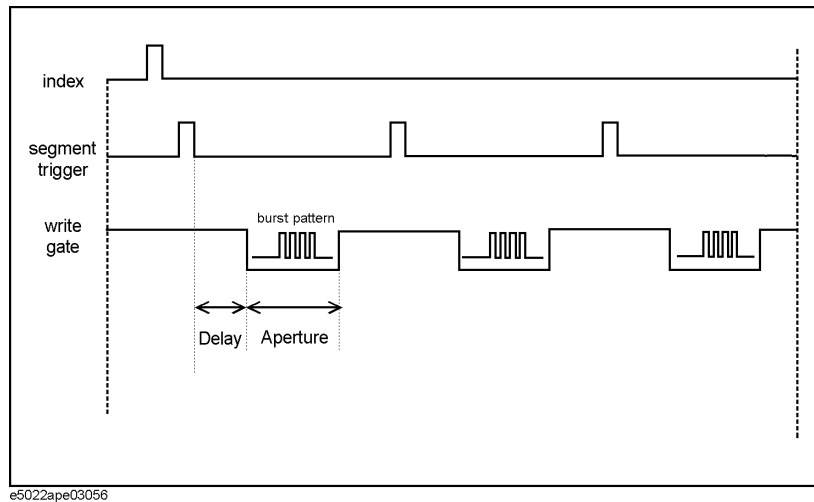 index
segment
trigger
write
gate
burst pattern
Delay
Aperture
e5022ape03056